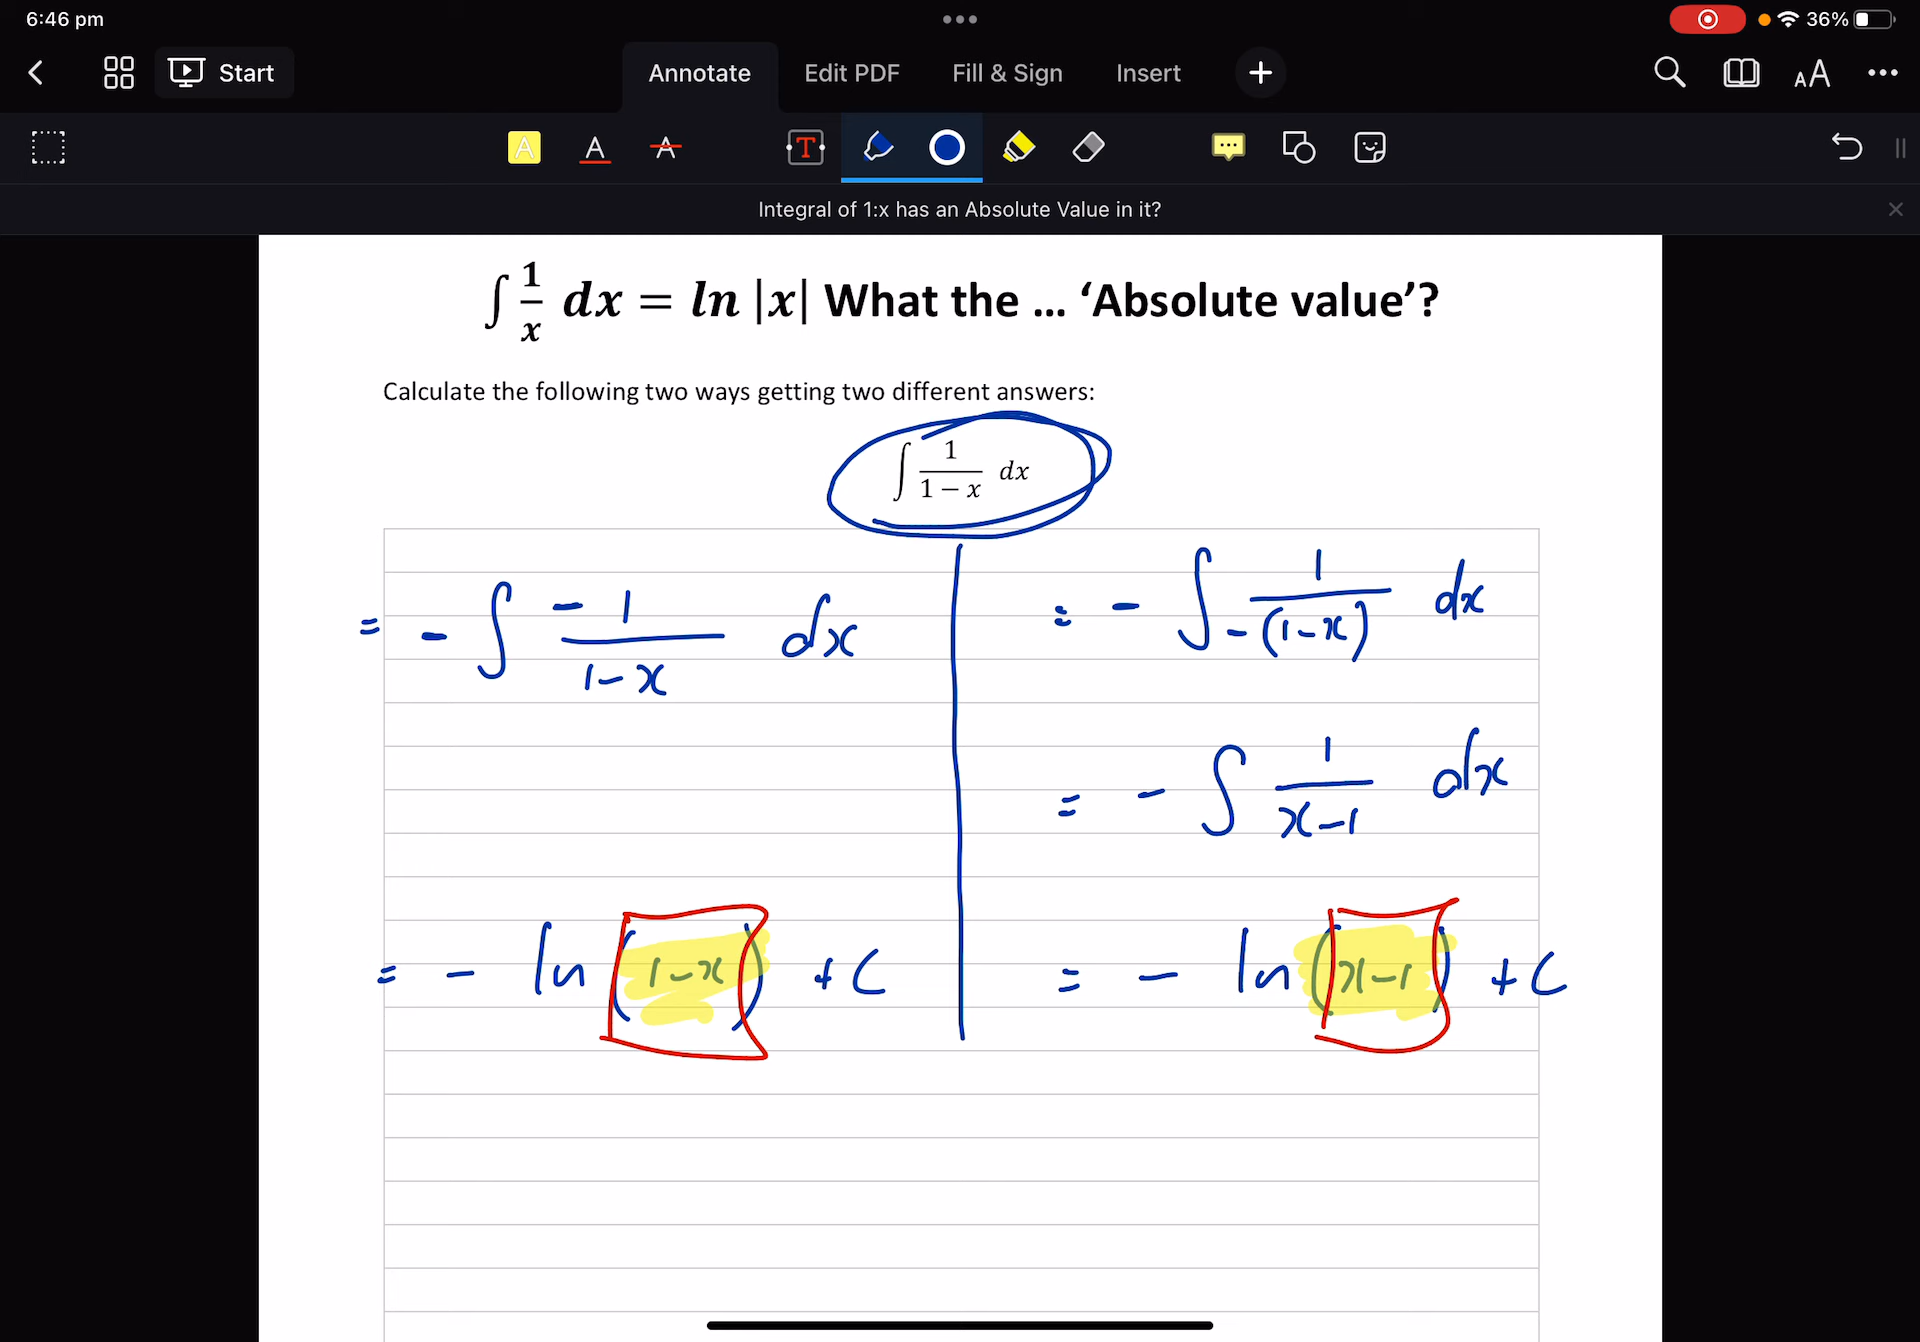 6:46 pm
36%
Start
Annotate
Edit PDF
Fill & Sign
Insert
Integral of 1:x has an Absolute Value in it?
∫ 1/x dx = ln |x| What the ... ‘Absolute value’?
Calculate the following two ways getting two different answers:
∫ 1/(1 − x) dx
= - ∫ -1/(1-x) dx
= - ∫ 1/(-(1-x)) dx
= - ∫ 1/(x-1) dx
= - ln (1-x) + C
= - ln (x-1) + C